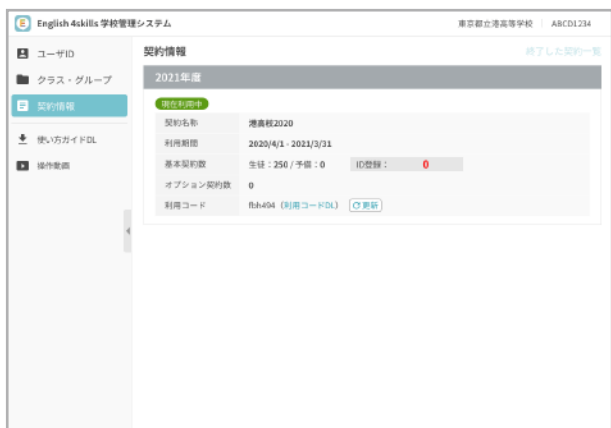 English 4skills 学校管理システム
東京都立港高等学校 ABCD1234
ユーザID
クラス・グループ
契約情報
使い方ガイドDL
操作動画
契約情報
終了した契約一覧
2021年度
現在利用中
契約名称 港高校2020
利用期間 2020/4/1 - 2021/3/31
基本契約数 生徒：250 / 予備：0 ID登録： 0
オプション契約数 0
利用コード fbh494（利用コードDL） 更新